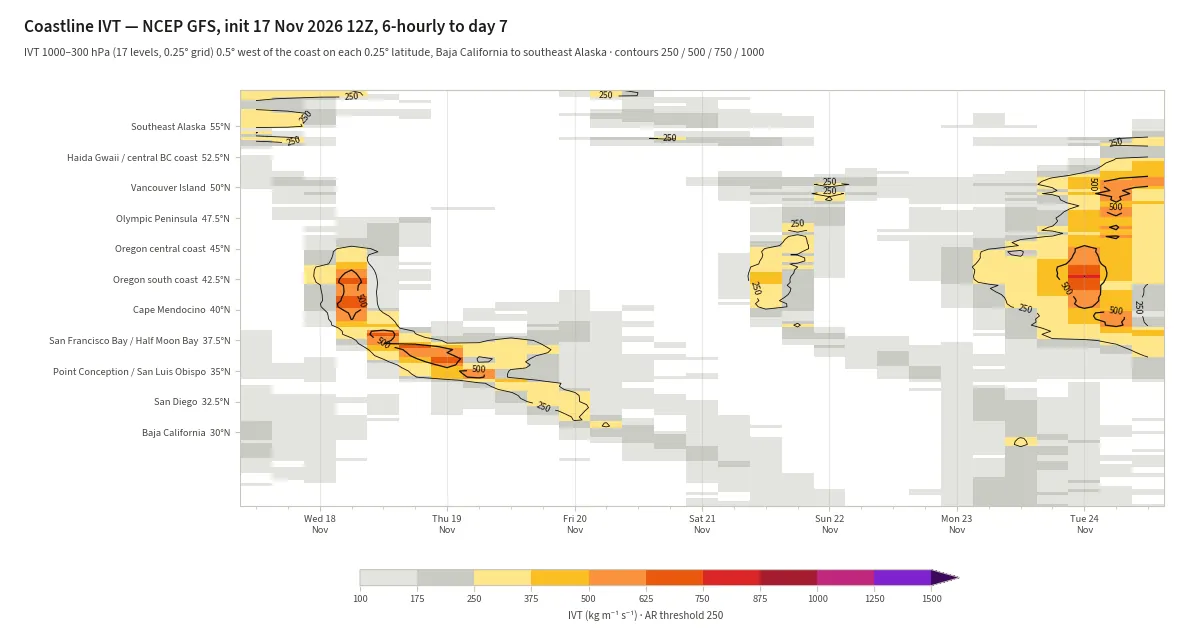 Coastline IVT — NCEP GFS, init 17 Nov 2026 12Z, 6-hourly to day 7
IVT 1000–300 hPa (17 levels, 0.25° grid) 0.5° west of the coast on each 0.25° latitude, Baja California to southeast Alaska · contours 250 / 500 / 750 / 1000
250
250
250
250
250
250
Southeast Alaska 55°N
Haida Gwaii / central BC coast 52.5°N
Vancouver Island 50°N
250
250
500
Olympic Peninsula 47.5°N
500
250
Oregon central coast 45°N
Oregon south coast 42.5°N
250
500
500
Cape Mendocino 40°N
250
500
250
San Francisco Bay / Half Moon Bay 37.5°N
500
Point Conception / San Luis Obispo 35°N
500
San Diego 32.5°N
250
Baja California 30°N
Wed 18
Nov
Thu 19
Nov
Fri 20
Nov
Sat 21
Nov
Sun 22
Nov
Mon 23
Nov
Tue 24
Nov
100 175 250 375 500 625 750 875 1000 1250 1500
IVT (kg m⁻¹ s⁻¹) · AR threshold 250